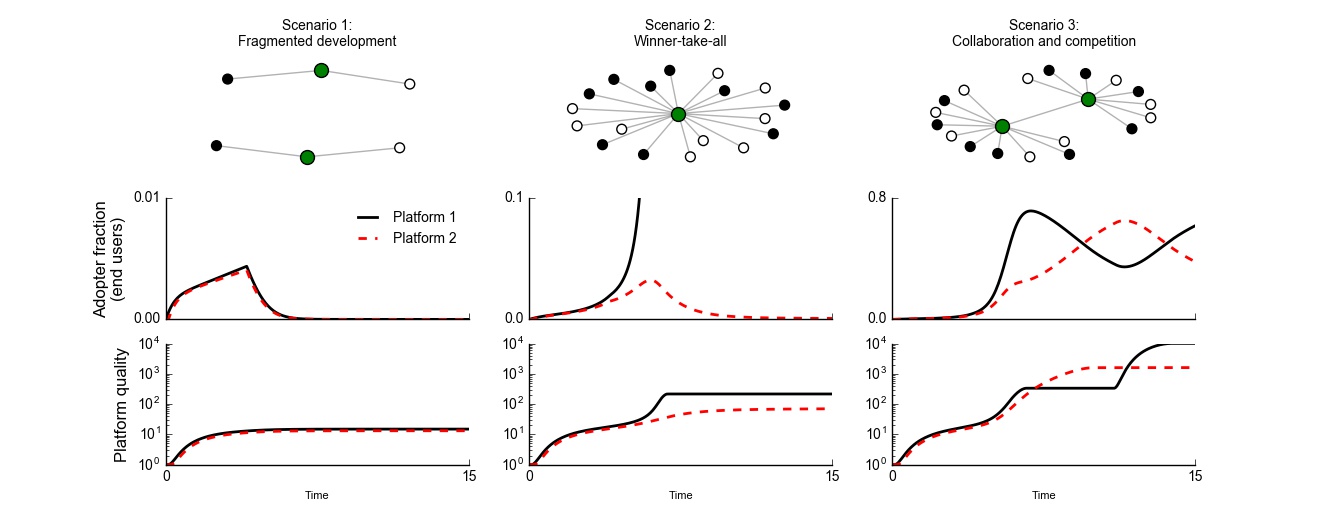 Scenario 1:
Fragmented development
Scenario 2:
Winner-take-all
Scenario 3:
Collaboration and competition
Adopter fraction
(end users)
0.01
0.00
Platform 1
Platform 2
0.1
0.0
0.8
0.0
Platform quality
10⁴
10³
10²
10¹
10⁰
0
15
Time
10⁴
10³
10²
10¹
10⁰
0
15
Time
10⁴
10³
10²
10¹
10⁰
0
15
Time